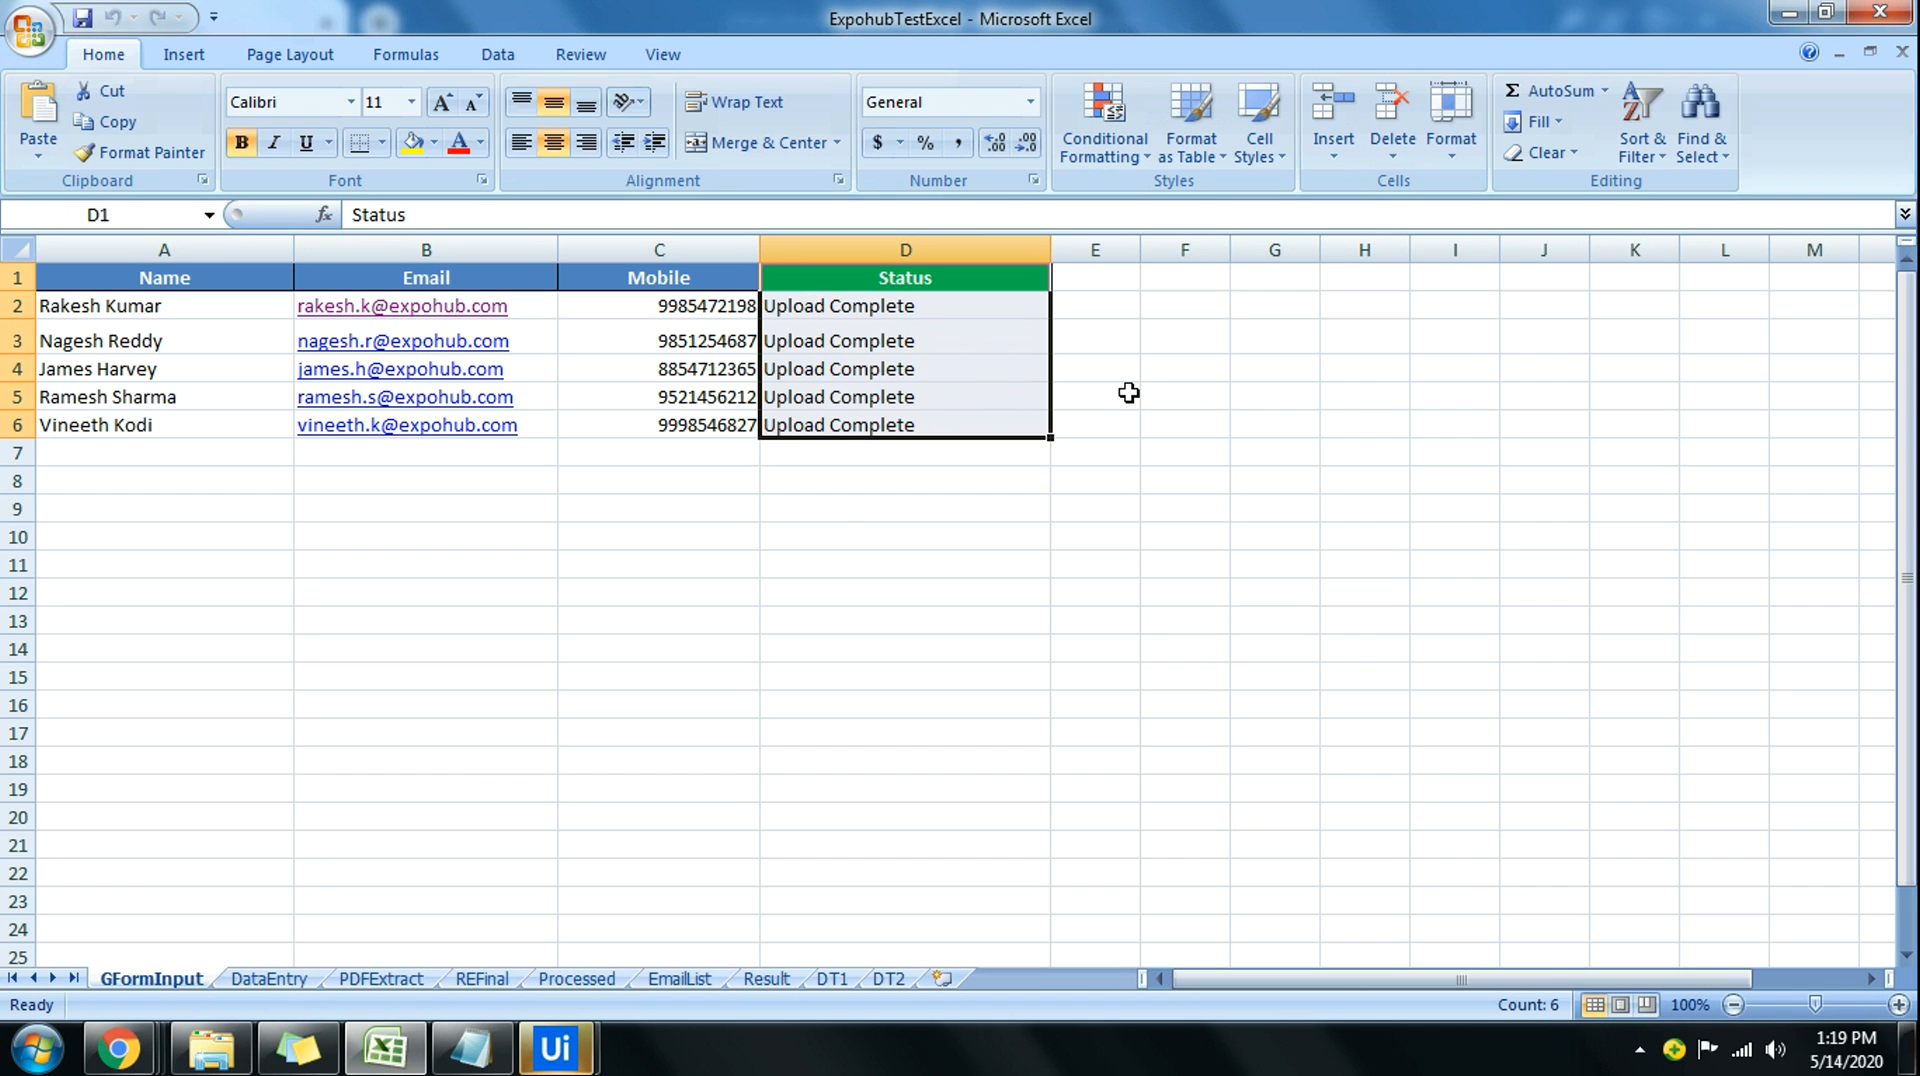 ExpohubTestExcel - Microsoft Excel
Home Insert Page Layout Formulas Data Review View
Paste Cut Copy Format Painter Clipboard
Calibri 11 A A B I U A Font
Wrap Text Merge & Center Alignment
General $ % , .0 .00 .00 .0 Number
Conditional Formatting Format as Table Cell Styles Styles
Insert Delete Format Cells
Σ AutoSum Fill Clear Sort & Filter Find & Select Editing
D1 fx Status
A B C D E F G H I J K L M
1 Name Email Mobile Status
2 Rakesh Kumar rakesh.k@expohub.com 9985472198 Upload Complete
3 Nagesh Reddy nagesh.r@expohub.com 9851254687 Upload Complete
4 James Harvey james.h@expohub.com 8854712365 Upload Complete
5 Ramesh Sharma ramesh.s@expohub.com 9521456212 Upload Complete
6 Vineeth Kodi vineeth.k@expohub.com 9998546827 Upload Complete
7
8
9
10
11
12
13
14
15
16
17
18
19
20
21
22
23
24
25
GFormInput DataEntry PDFExtract REFinal Processed EmailList Result DT1 DT2
Ready Count: 6 100%
Ui 1:19 PM
5/14/2020